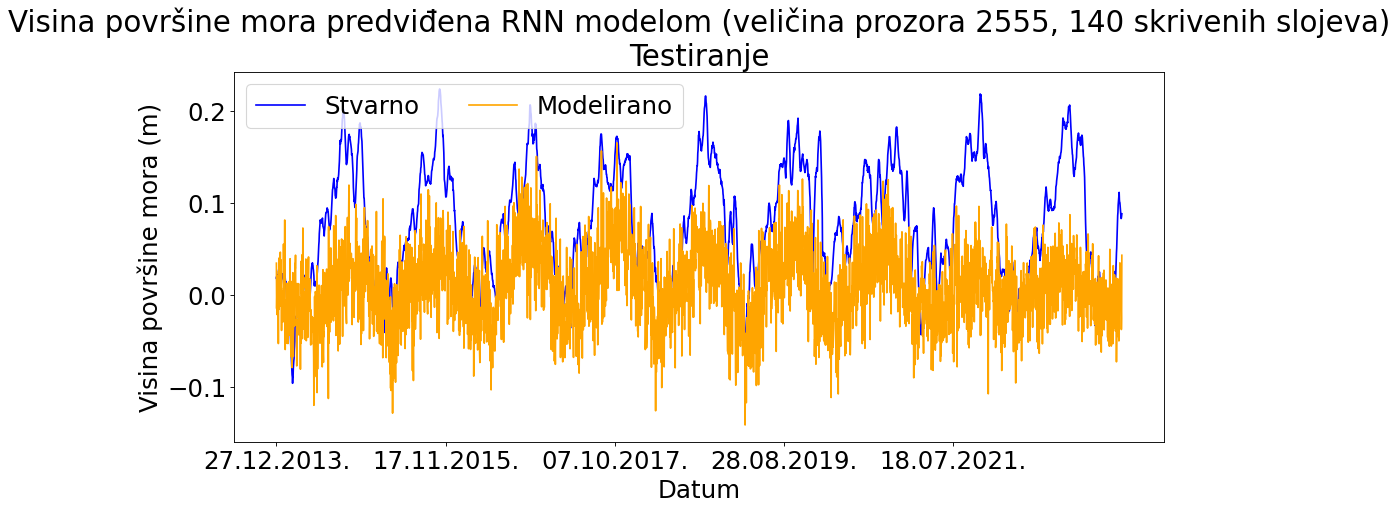 Visina površine mora predviđena RNN modelom (veličina prozora 2555, 140 skrivenih slojeva)
Testiranje
Stvarno
Modelirano
Visina površine mora (m)
0.2
0.1
0.0
−0.1
27.12.2013.
17.11.2015.
07.10.2017.
28.08.2019.
18.07.2021.
Datum